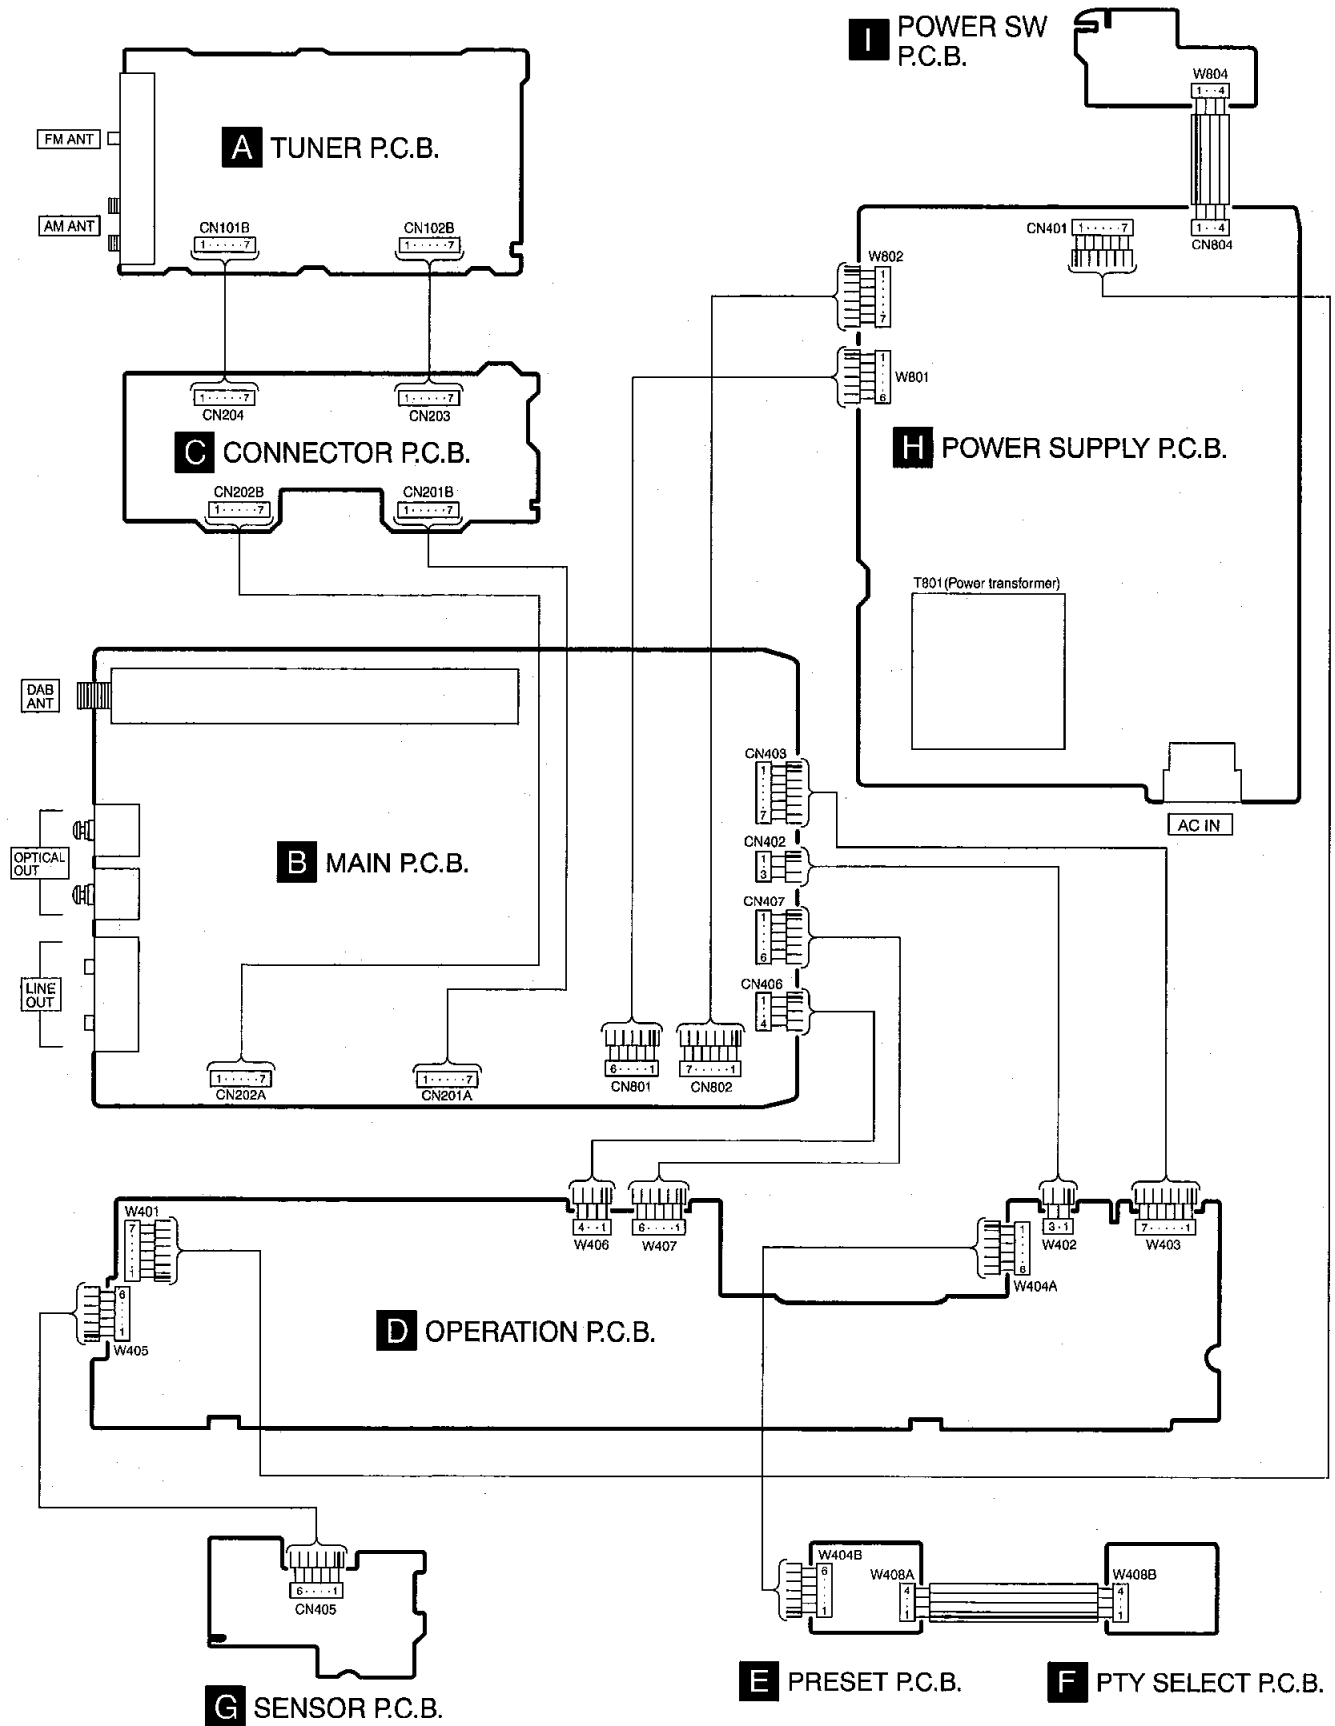 I POWER SW
P.C.B.
W804
1··4
FM ANT
A TUNER P.C.B.
AM ANT
CN101B
1·····7
CN102B
1·····7
CN401
1·····7
1··4
CN804
W802
1
7
1
W801
6
1·····7
CN204
1·····7
CN203
C CONNECTOR P.C.B.
H POWER SUPPLY P.C.B.
CN202B
1·····7
CN201B
1·····7
T801 (Power transformer)
DAB
ANT
CN403
1
7
AC IN
OPTICAL
OUT
B MAIN P.C.B.
CN402
1
3
CN407
1
6
LINE
OUT
CN406
1
4
1·····7
CN202A
1·····7
CN201A
6····1
CN801
7·····1
CN802
W401
7
1
4··1
W406
6····1
W407
1
6
W404A
3·1
W402
7·····1
W403
6
1
W405
D OPERATION P.C.B.
6····1
CN405
W404B
6
1
W408A
4
1
W408B
4
1
G SENSOR P.C.B.
E PRESET P.C.B.
F PTY SELECT P.C.B.